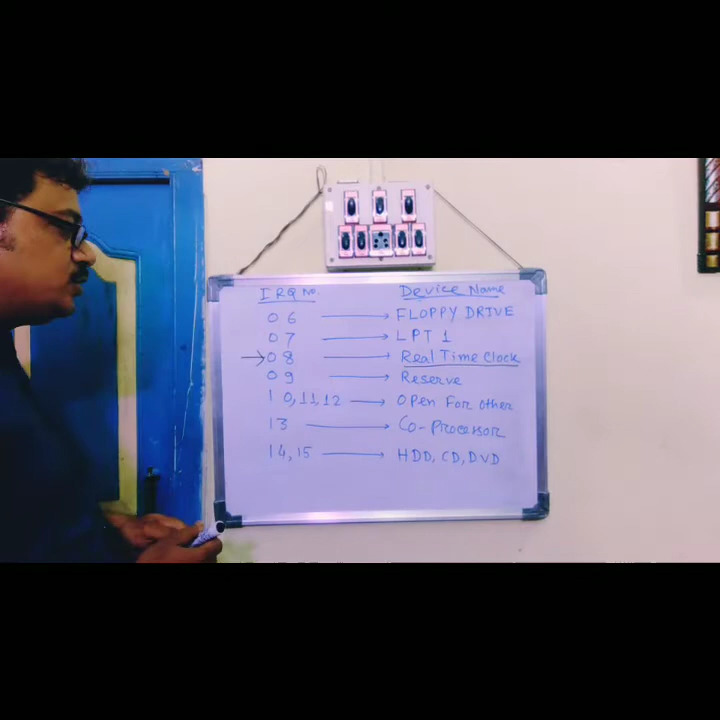 IRQ No. Device Name
06 → FLOPPY DRIVE
07 → LPT 1
→ 08 → Real Time Clock
09 → Reserve
10,11,12 → Open For Other
13 → Co-Processor
14,15 → HDD, CD, DVD